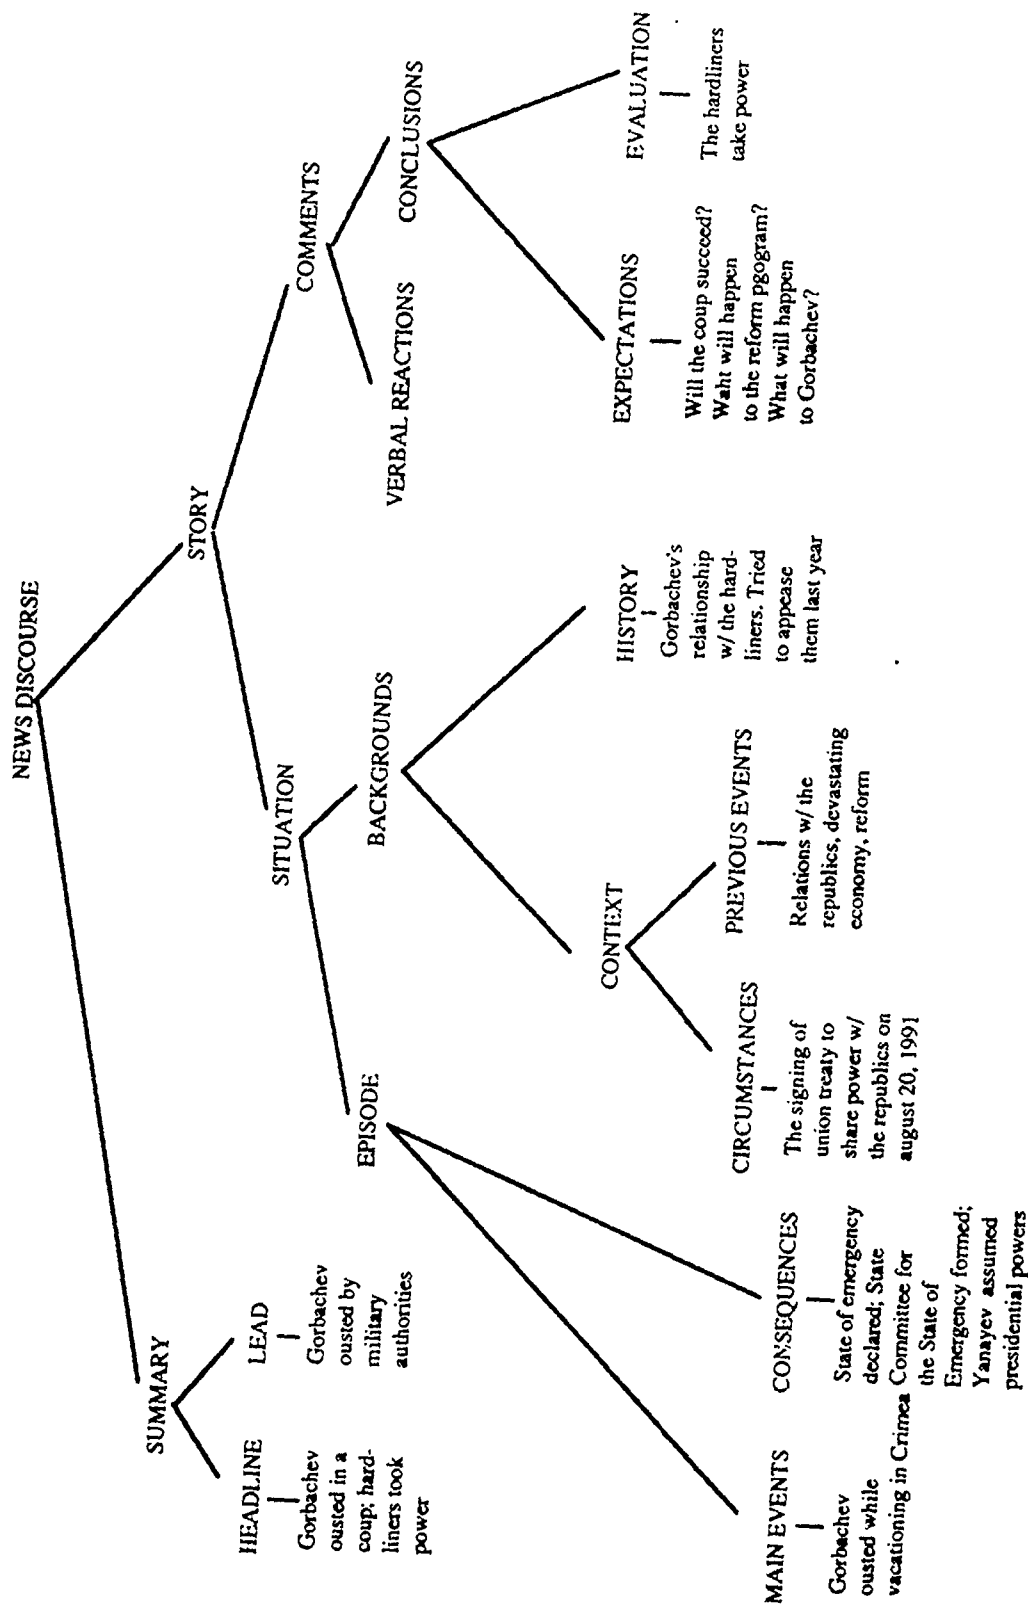 NEWS DISCOURSE
SUMMARY
STORY
HEADLINE
Gorbachev
ousted in a
coup; hard-
liners took
power
LEAD
Gorbachev
ousted by
military
authorities
SITUATION
COMMENTS
EPISODE
BACKGROUNDS
VERBAL REACTIONS
CONCLUSIONS
MAIN EVENTS
Gorbachev
ousted while
vacationing in Crimea
CONSEQUENCES
State of emergency
declared; State
Committee for
the State of
Emergency formed;
Yanayev assumed
presidential powers
CONTEXT
CIRCUMSTANCES
The signing of
union treaty to
share power w/
the republics on
august 20, 1991
PREVIOUS EVENTS
Relations w/ the
republics, devastating
economy, reform
HISTORY
Gorbachev's
relationship
w/ the hard-
liners. Tried
to appease
them last year
EXPECTATIONS
Will the coup succeed?
Waht will happen
to the reform pgogram?
What will happen
to Gorbachev?
EVALUATION
The hardliners
take power